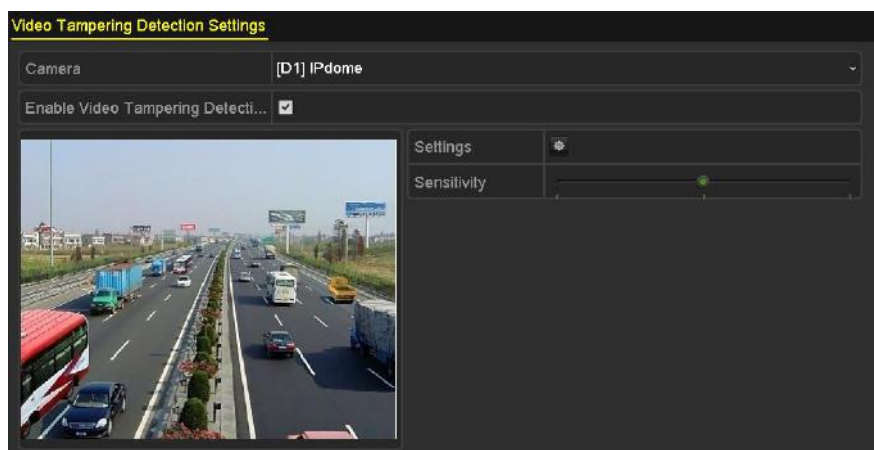 Video Tampering Detection Settings
Camera [D1] IPdome
Enable Video Tampering Detecti...
Settings
Sensitivity